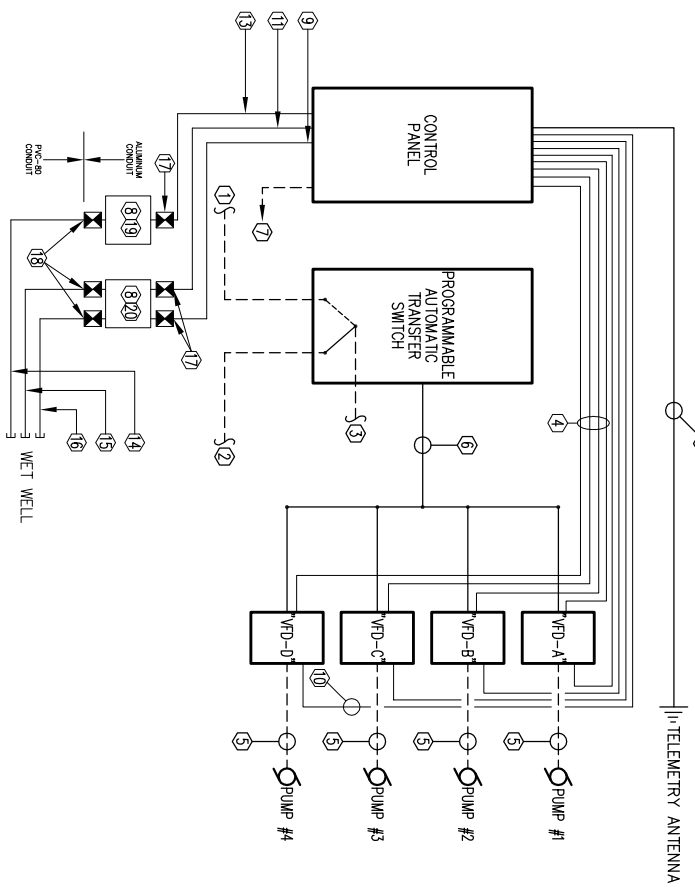 TELEMETRY ANTENNA
"VFD-A"
PUMP #1
5
"VFD-B"
PUMP #2
5
"VFD-C"
PUMP #3
5
"VFD-D"
PUMP #4
5
10
4
6
CONTROL
PANEL
PROGRAMMABLE
AUTOMATIC
TRANSFER
SWITCH
3
7
1
2
9
11
13
17
ALUMINUM
CONDUIT
PVC-80
CONDUIT
8
19
8
20
17
18
14
15
16
WET WELL